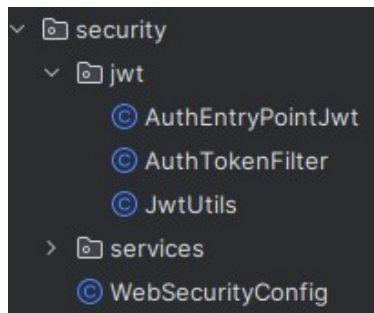 security
jwt
AuthEntryPointJwt
AuthTokenFilter
JwtUtils
services
WebSecurityConfig